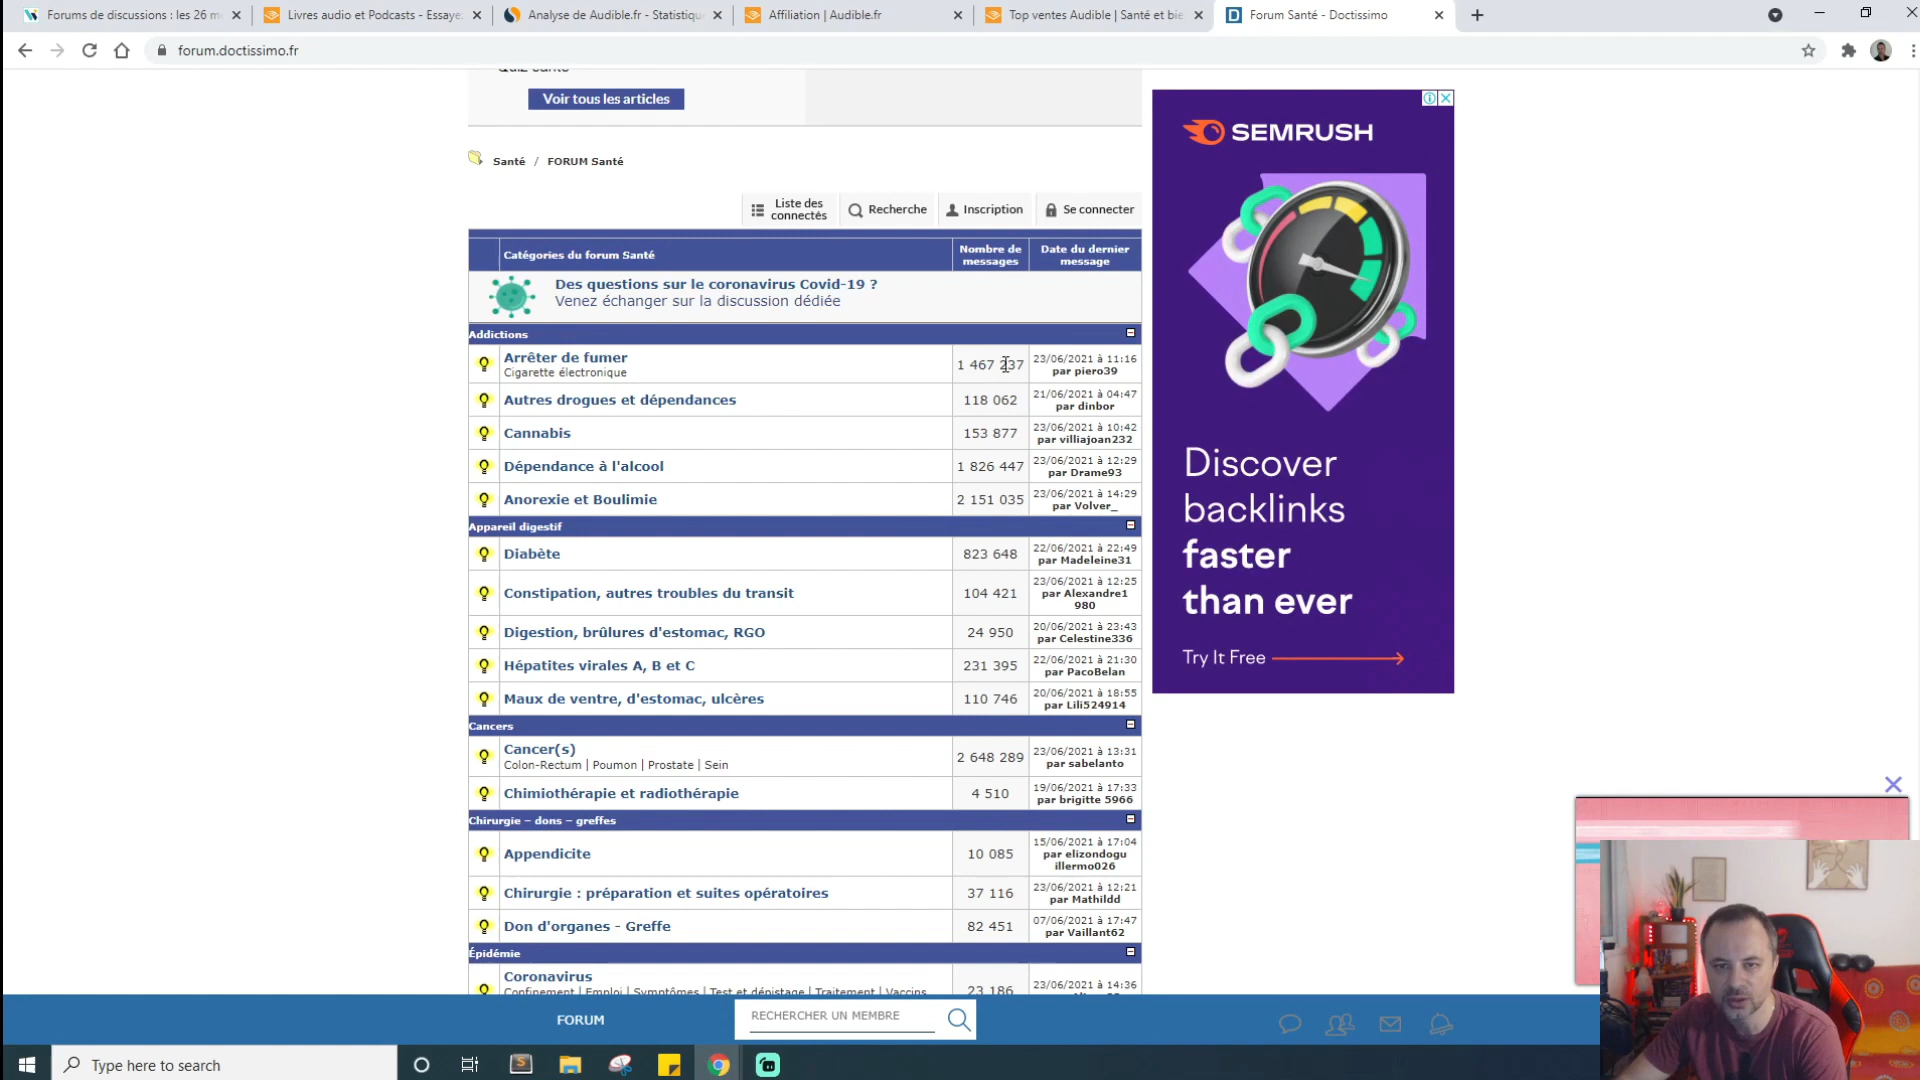 Forums de discussions : les 26 m
Livres audio et Podcasts - Essaye
Analyse de Audible.fr - Statistiqu
Affiliation | Audible.fr
Top ventes Audible | Santé et bie
Forum Santé - Doctissimo
forum.doctissimo.fr
Quiz santé
Voir tous les articles
Santé / FORUM Santé
Liste des connectés
Recherche
Inscription
Se connecter
Catégories du forum Santé
Nombre de messages
Date du dernier message
Des questions sur le coronavirus Covid-19 ?
Venez échanger sur la discussion dédiée
Addictions
Arrêter de fumer
Cigarette électronique
1 467 237
23/06/2021 à 11:16
par piero39
Autres drogues et dépendances
118 062
21/06/2021 à 04:47
par dinbor
Cannabis
153 877
23/06/2021 à 10:42
par villiajoan232
Dépendance à l'alcool
1 826 447
23/06/2021 à 12:29
par Drame93
Anorexie et Boulimie
2 151 035
23/06/2021 à 14:29
par Volver_
Appareil digestif
Diabète
823 648
22/06/2021 à 22:49
par Madeleine31
Constipation, autres troubles du transit
104 421
23/06/2021 à 12:25
par Alexandre1
980
Digestion, brûlures d'estomac, RGO
24 950
20/06/2021 à 23:43
par Celestine336
Hépatites virales A, B et C
231 395
22/06/2021 à 21:30
par PacoBelan
Maux de ventre, d'estomac, ulcères
110 746
20/06/2021 à 18:55
par Lili524914
Cancers
Cancer(s)
Colon-Rectum | Poumon | Prostate | Sein
2 648 289
23/06/2021 à 13:31
par sabelanto
Chimiothérapie et radiothérapie
4 510
19/06/2021 à 17:33
par brigitte 5966
Chirurgie – dons – greffes
Appendicite
10 085
15/06/2021 à 17:04
par elizondogu
illermo026
Chirurgie : préparation et suites opératoires
37 116
23/06/2021 à 12:21
par Mathildd
Don d'organes - Greffe
82 451
07/06/2021 à 17:47
par Vaillant62
Épidémie
Coronavirus
Confinement | Emploi | Symptômes | Test et dépistage | Traitement | Vaccins
23 186
23/06/2021 à 14:36
SEMRUSH
Discover
backlinks
faster
than ever
Try It Free
FORUM
RECHERCHER UN MEMBRE
Type here to search